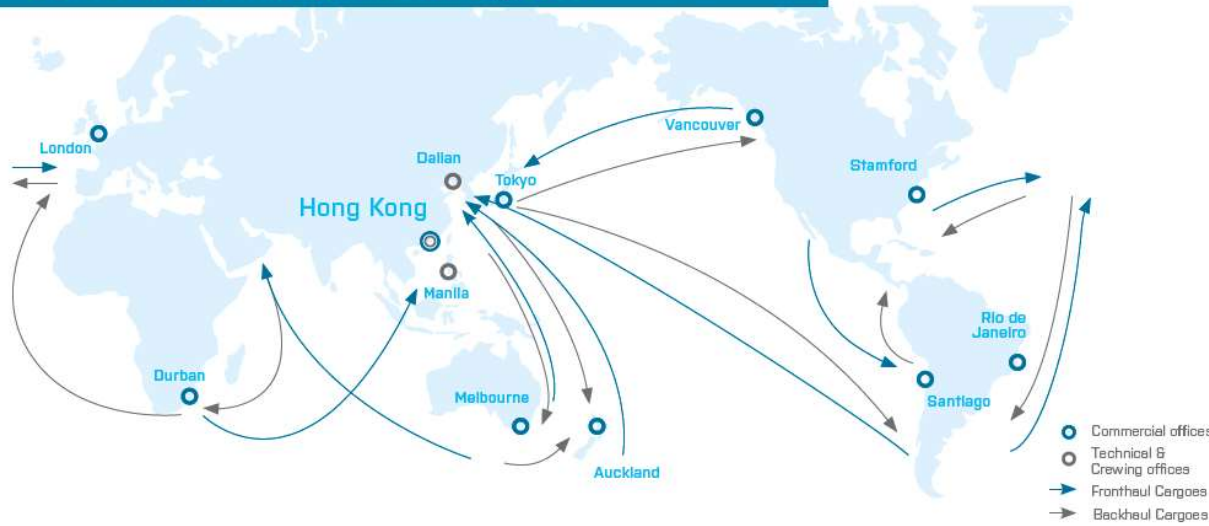 London
Dalian
Tokyo
Hong Kong
Manila
Vancouver
Stamford
Durban
Melbourne
Auckland
Rio de
Janeiro
Santiago
Commercial offices
Technical &
Crewing offices
Fronthaul Cargoes
Backhaul Cargoes